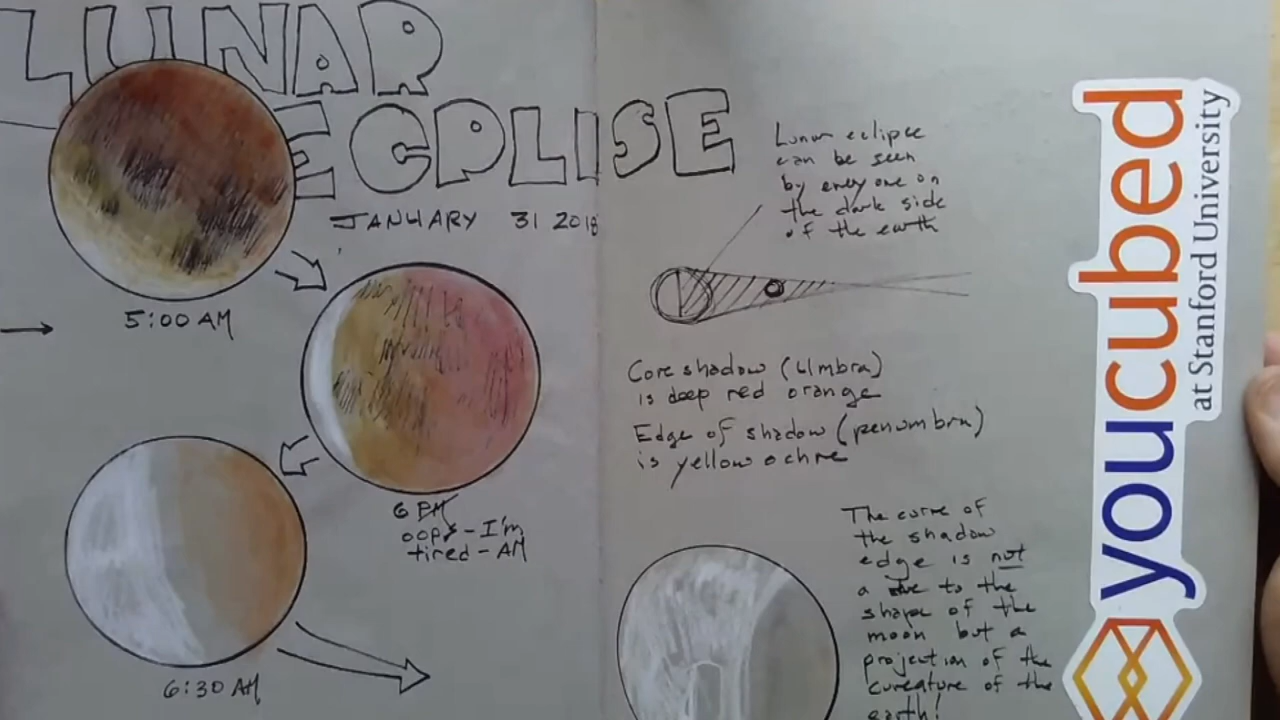 LUNAR
ECPLISE
JANUARY 31 2018
5:00 AM
6 PM
oops - I'm
tired - AM
6:30 AM
Lunar eclipse
can be seen
by every one on
the dark side
of the earth
Core shadow (Umbra)
is deep red orange
Edge of shadow (penumbra)
is yellow ochre
The curve of
the shadow
edge is not
a due to the
shape of the
moon but a
projection of the
cureature of the
earth!
youcubed
at Stanford University